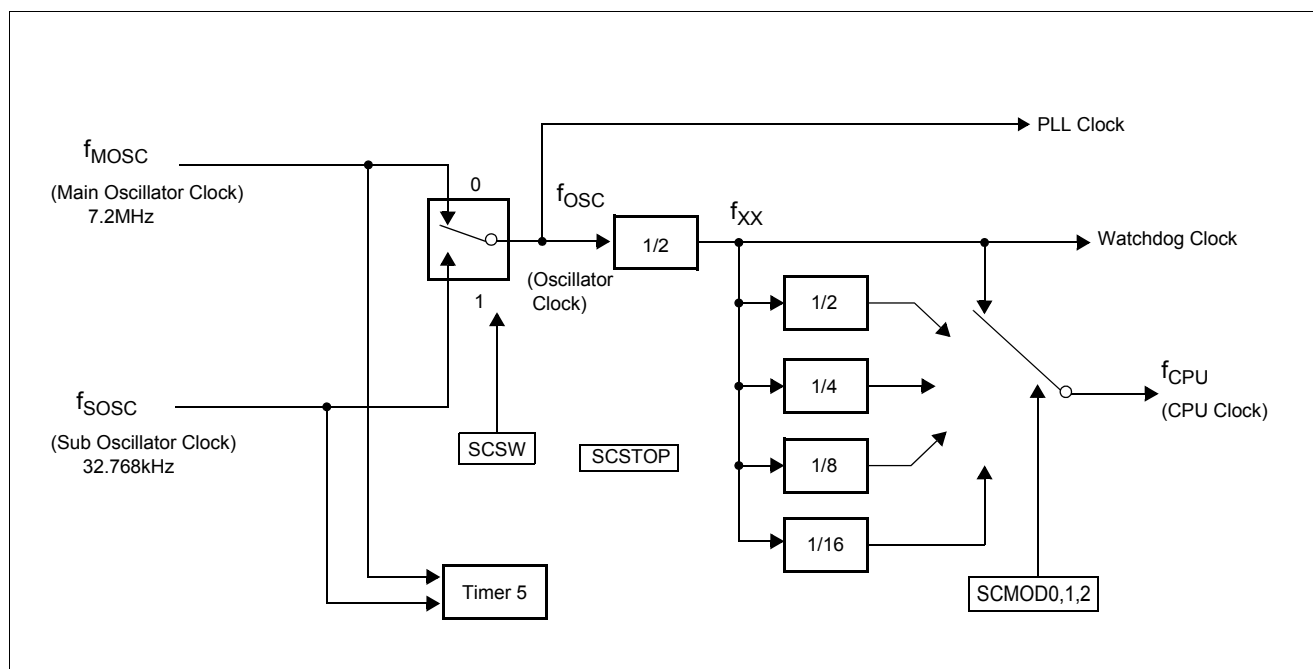 PLL Clock
fMOSC
(Main Oscillator Clock)
7.2MHz
0
fOSC
fXX
1/2
Watchdog Clock
(Oscillator
Clock)
1
1/2
1/4
fCPU
(CPU Clock)
fSOSC
(Sub Oscillator Clock)
32.768kHz
SCSW
SCSTOP
1/8
1/16
Timer 5
SCMOD0,1,2